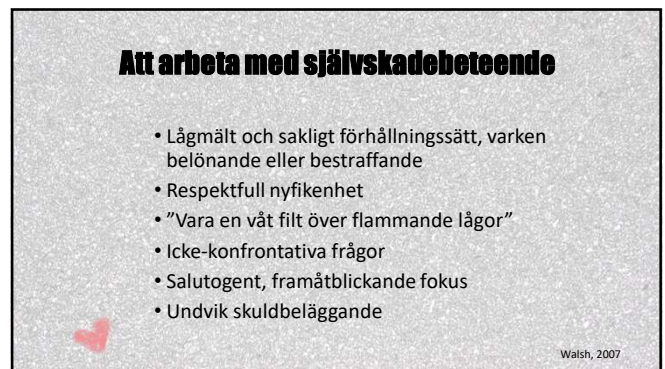 Att arbeta med självskadebeteende
• Lågmält och sakligt förhållningssätt, varken
belönande eller bestraffande
• Respektfull nyfikenhet
• ”Vara en våt filt över flammande lågor”
• Icke-konfrontativa frågor
• Salutogent, framåtblickande fokus
• Undvik skuldbeläggande
Walsh, 2007